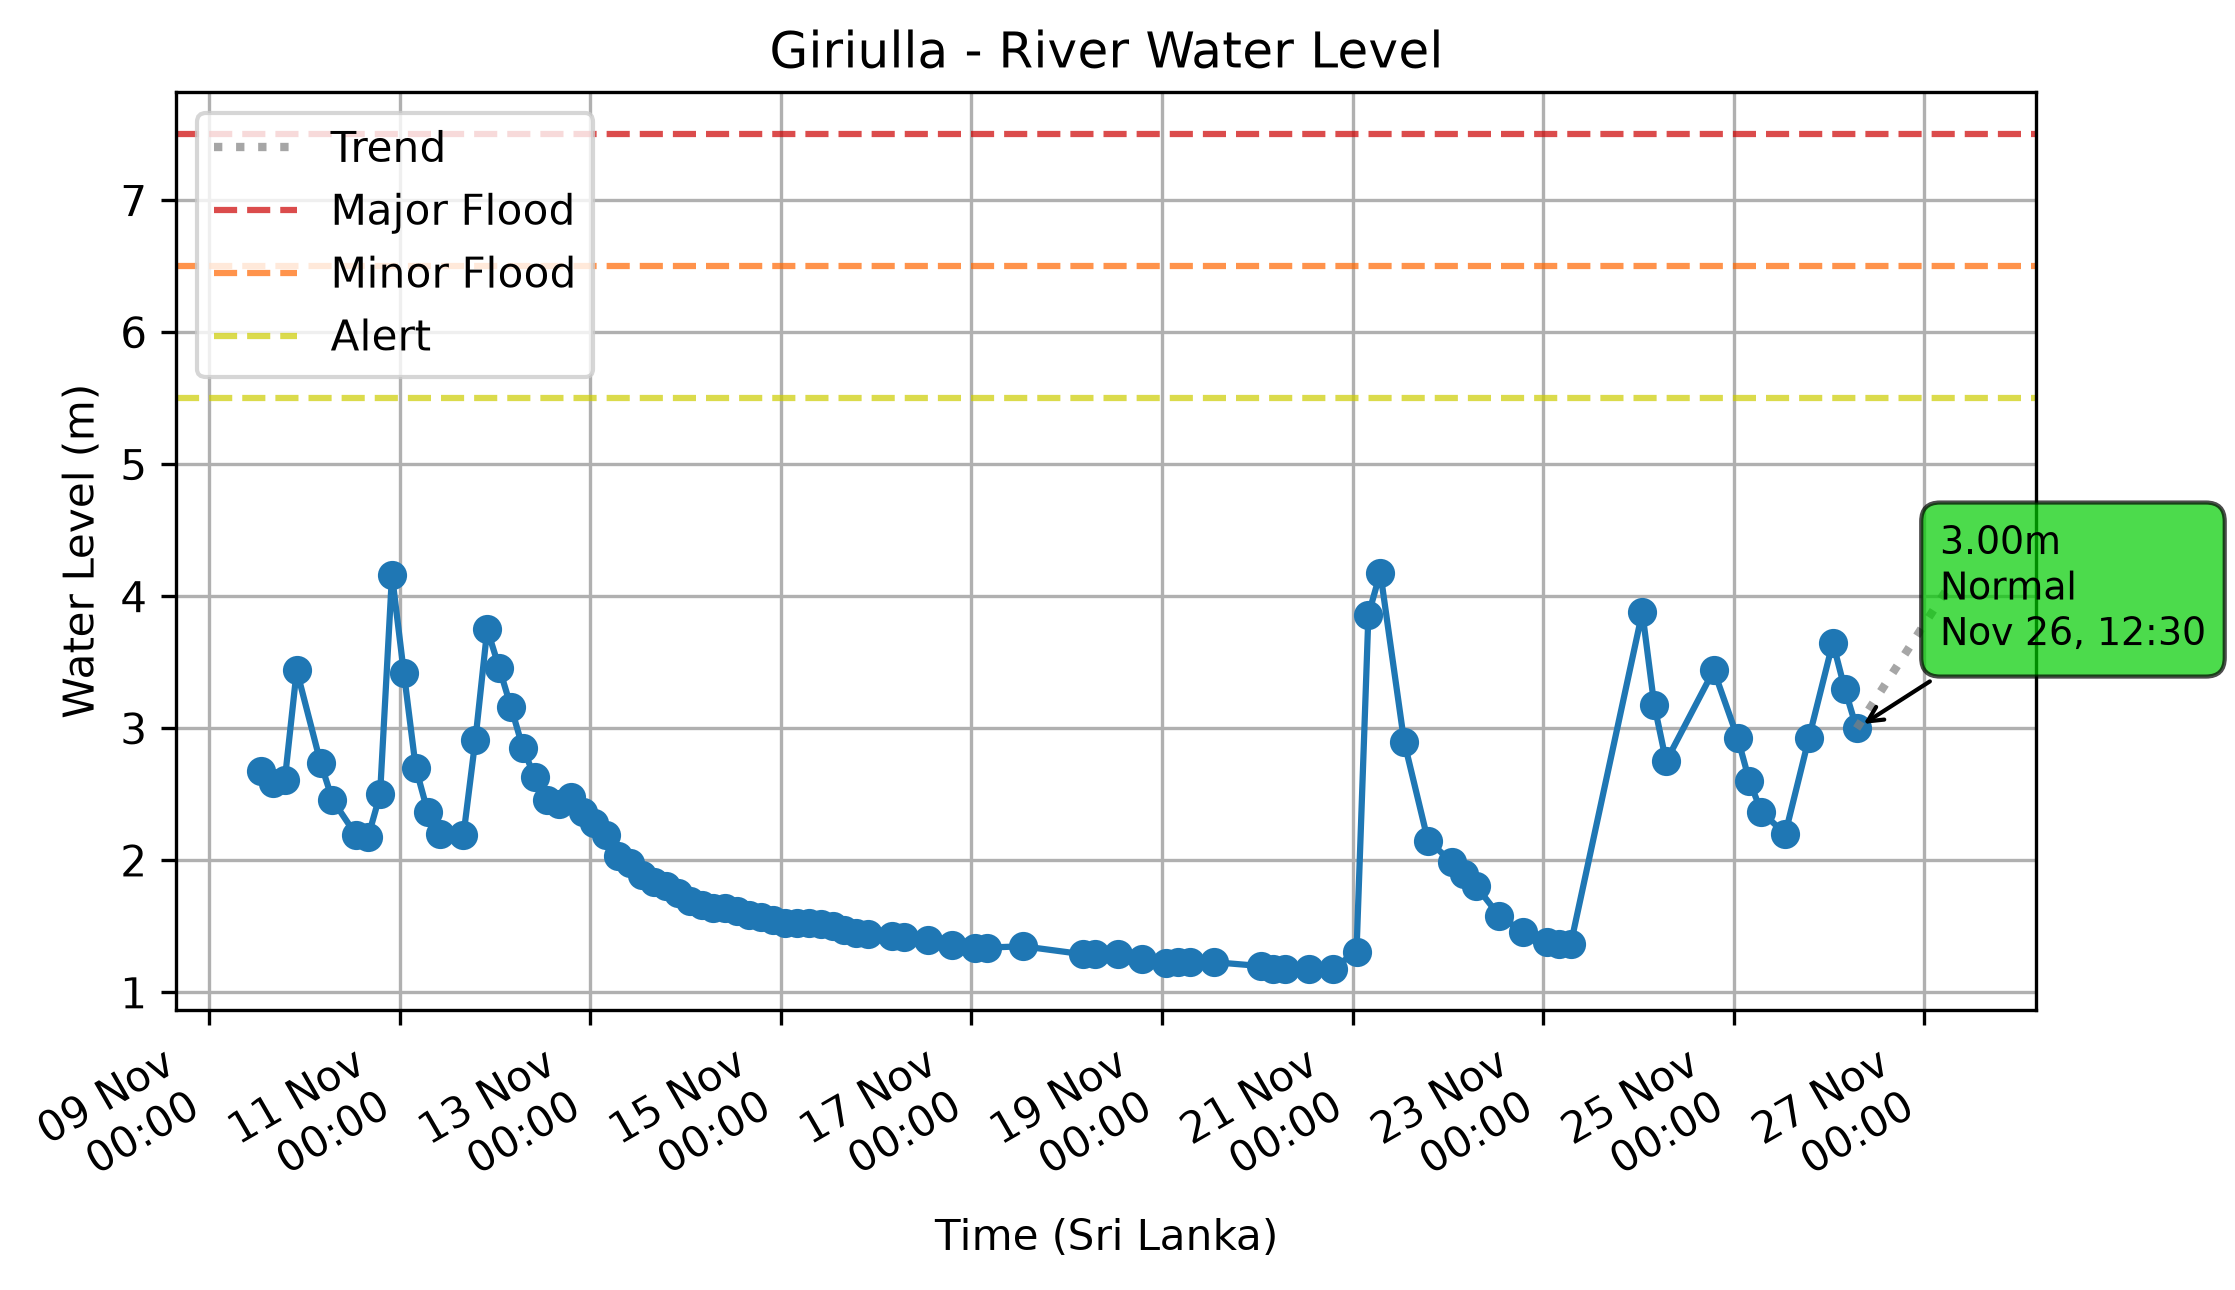 Giriulla - River Water Level
Trend
Major Flood
Minor Flood
Alert
7
6
5
4
3
2
1
Water Level (m)
3.00m
Normal
Nov 26, 12:30
09 Nov
00:00
11 Nov
00:00
13 Nov
00:00
15 Nov
00:00
17 Nov
00:00
19 Nov
00:00
21 Nov
00:00
23 Nov
00:00
25 Nov
00:00
27 Nov
00:00
Time (Sri Lanka)